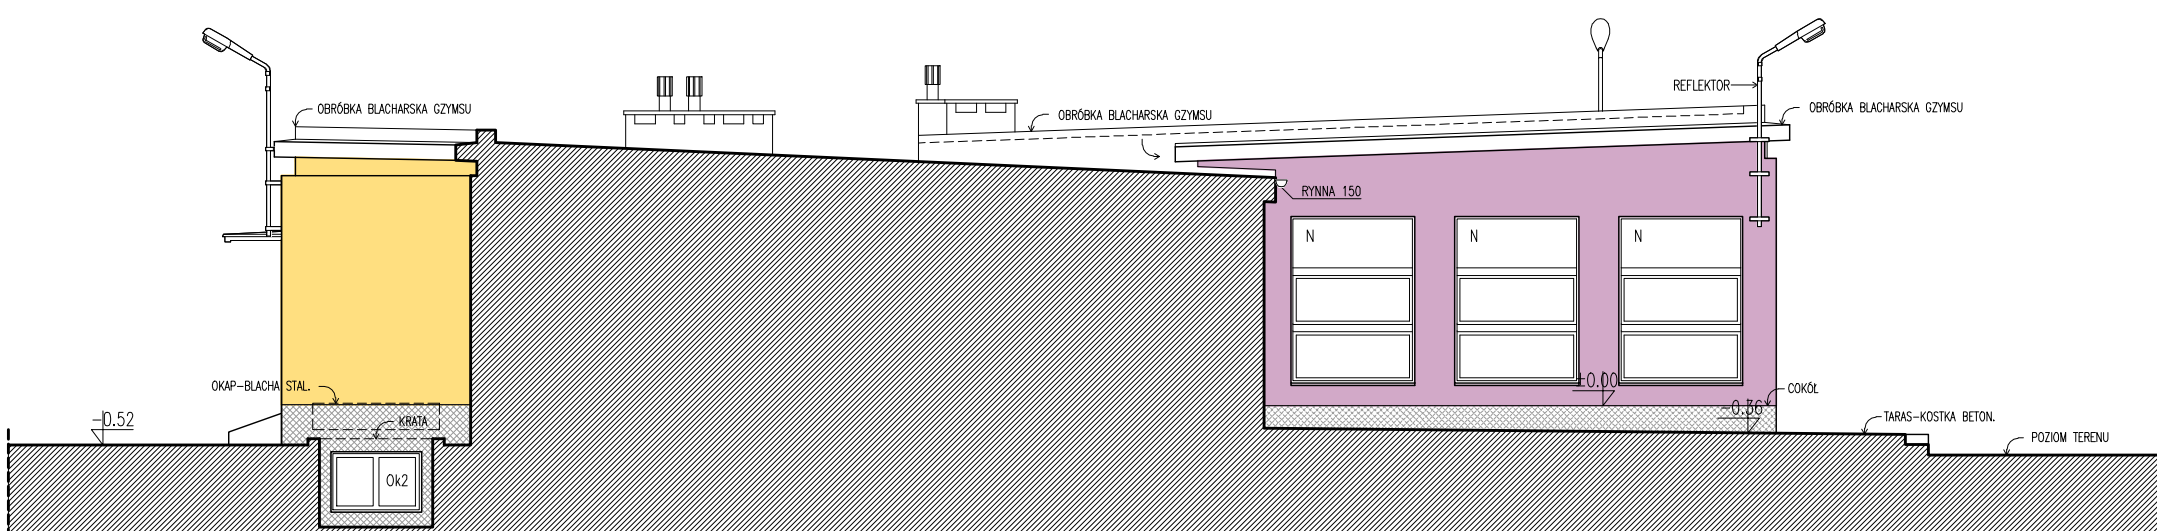 REFLEKTOR
OBRÓBKA BLACHARSKA GZYMSU
OBRÓBKA BLACHARSKA GZYMSU
OBRÓBKA BLACHARSKA GZYMSU
RYNNA 150
N
N
N
±0.00
OKAP-BLACHA STAL.
COKÓŁ
-0.36
-0.52
KRATA
TARAS-KOSTKA BETON.
POZIOM TERENU
Ok2